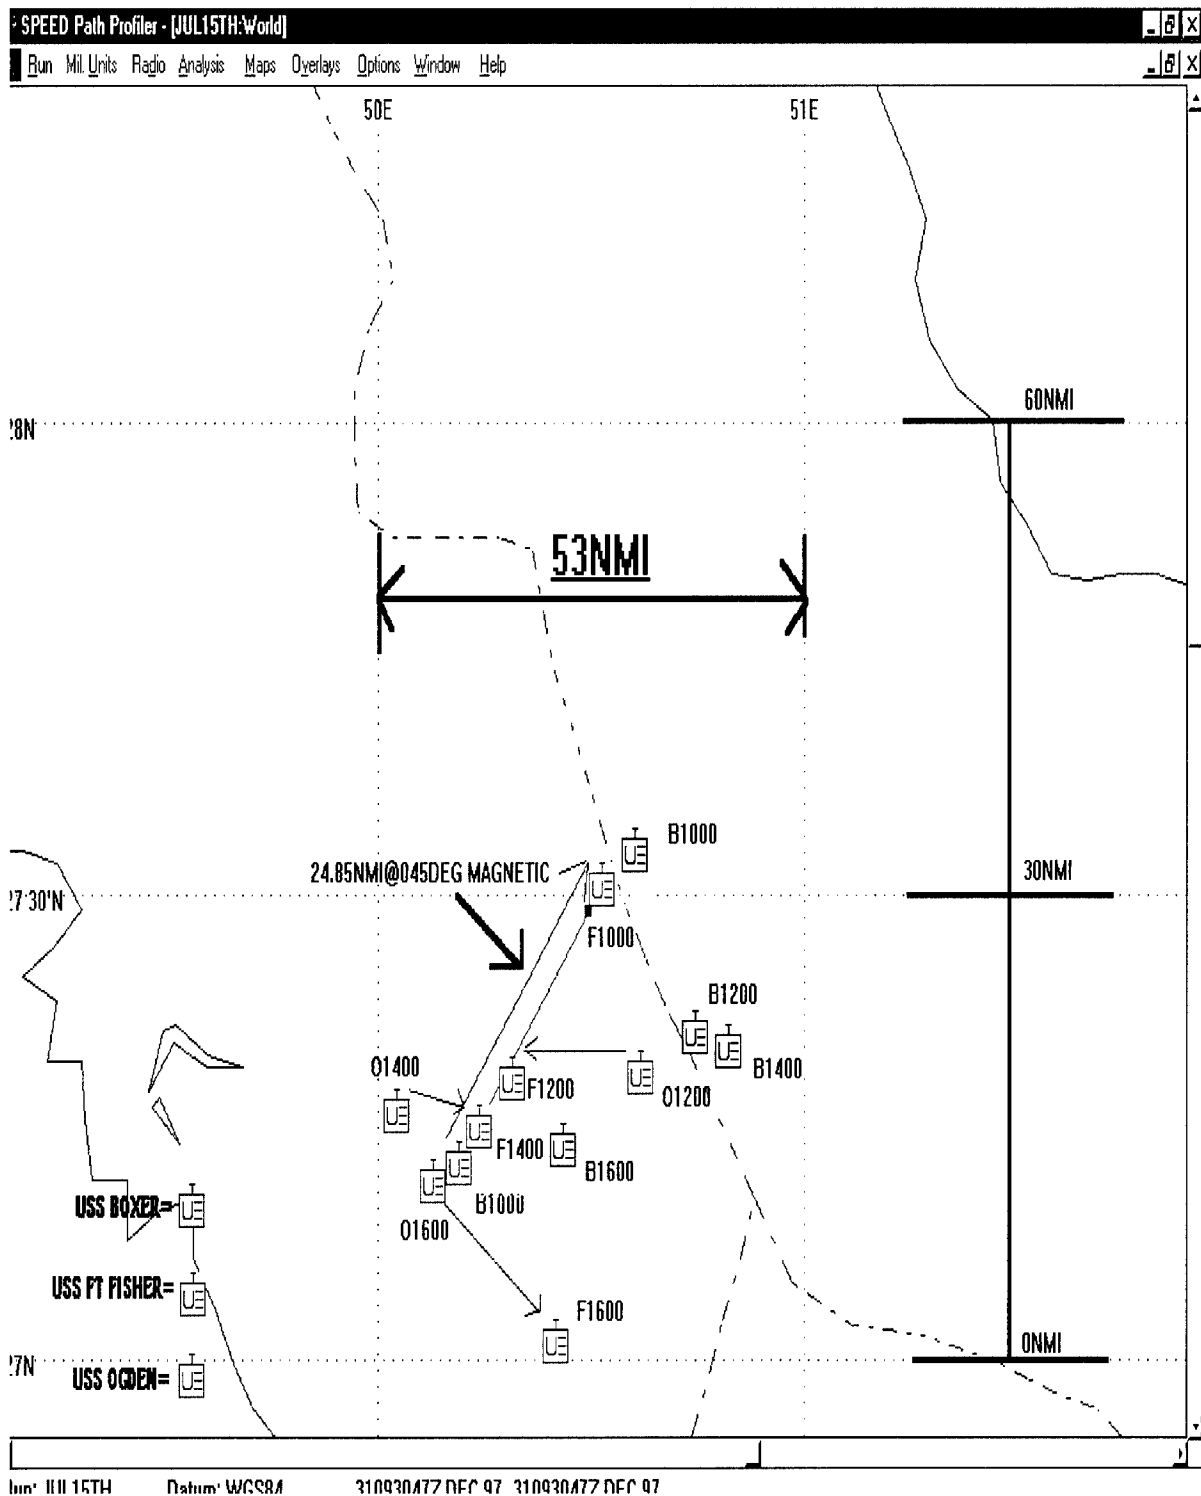 SPEED Path Profiler - [JUL15TH:World]
Run Mil. Units Radio Analysis Maps Overlays Options Window Help
50E 51E
60NMI
28N
53NMI
B1000
24.85NMI@045DEG MAGNETIC
30NMI
27'30'N
F1000
B1200
O1400
B1400
F1200
O1200
F1400
B1600
B1000
USS BOXER=
O1600
USS FT FISHER=
F1600
0NMI
27N
USS OGDEN=
JUL15TH Datum: WGS84 310930477 DEC 97 310930477 DEC 97